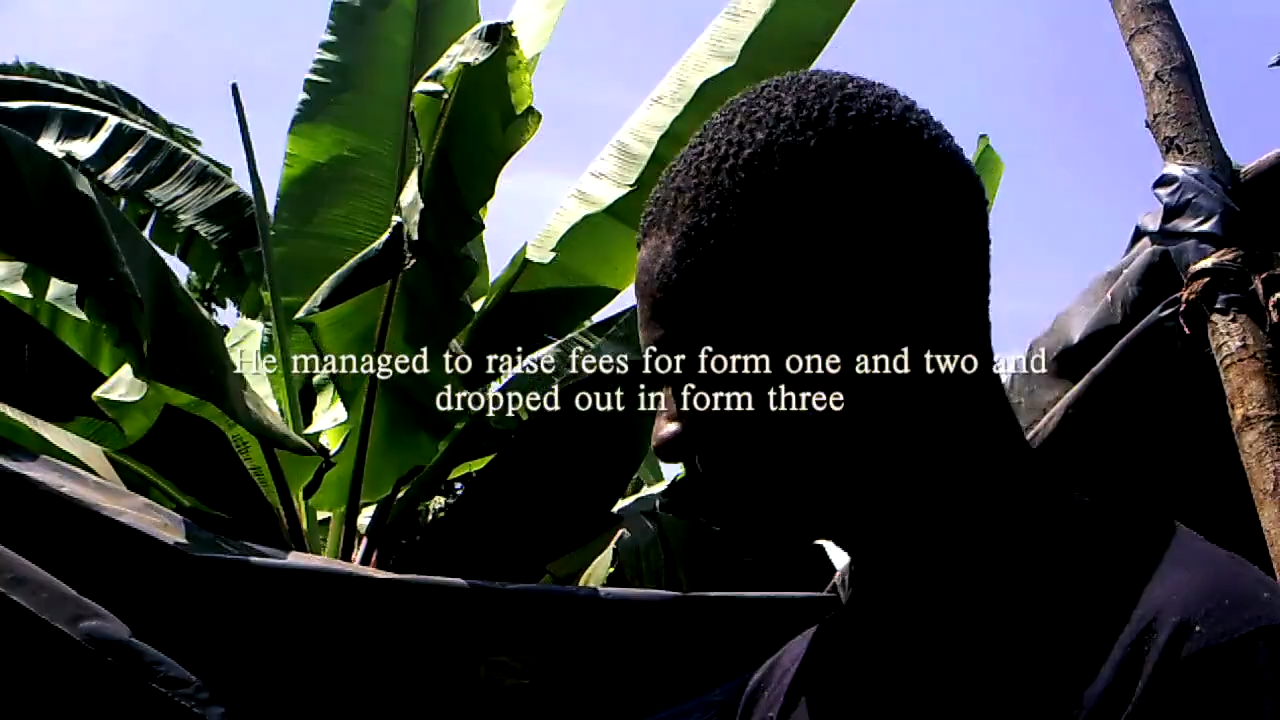 He managed to raise fees for form one and two and
dropped out in form three